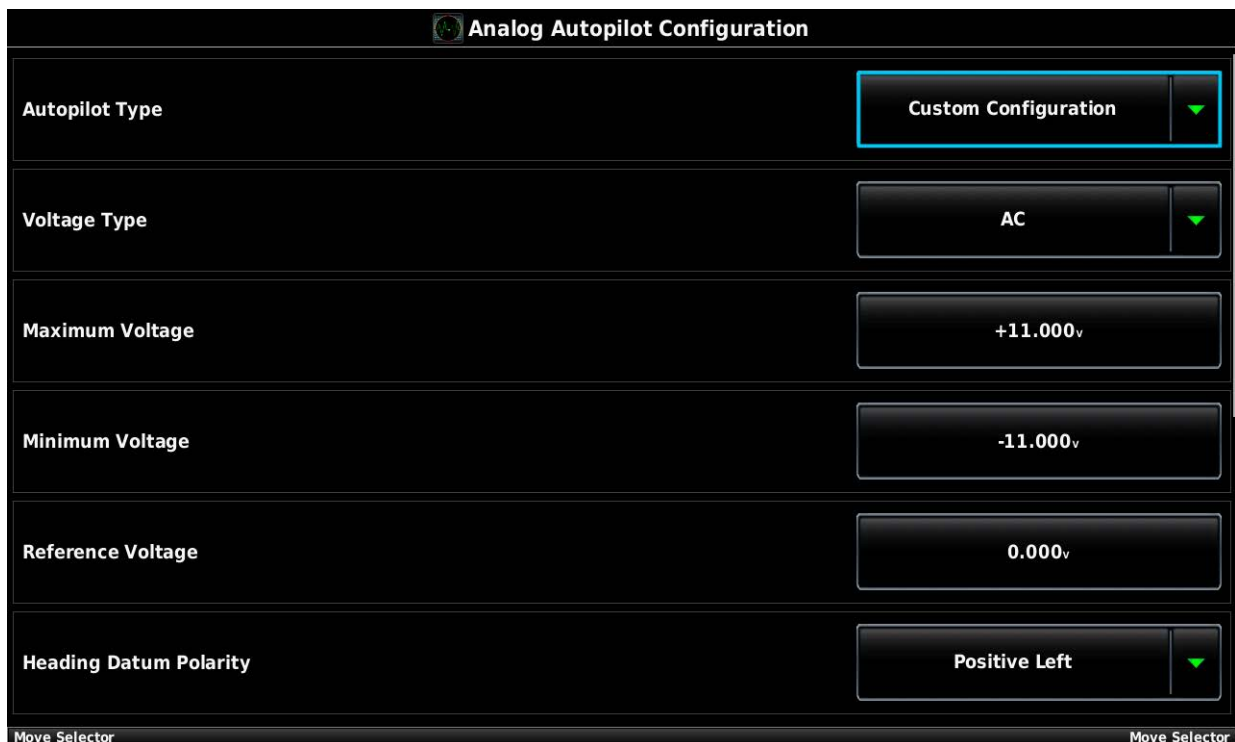 Analog Autopilot Configuration
Autopilot Type
Custom Configuration
Voltage Type
AC
Maximum Voltage
+11.000v
Minimum Voltage
-11.000v
Reference Voltage
0.000v
Heading Datum Polarity
Positive Left
Move Selector
Move Selector